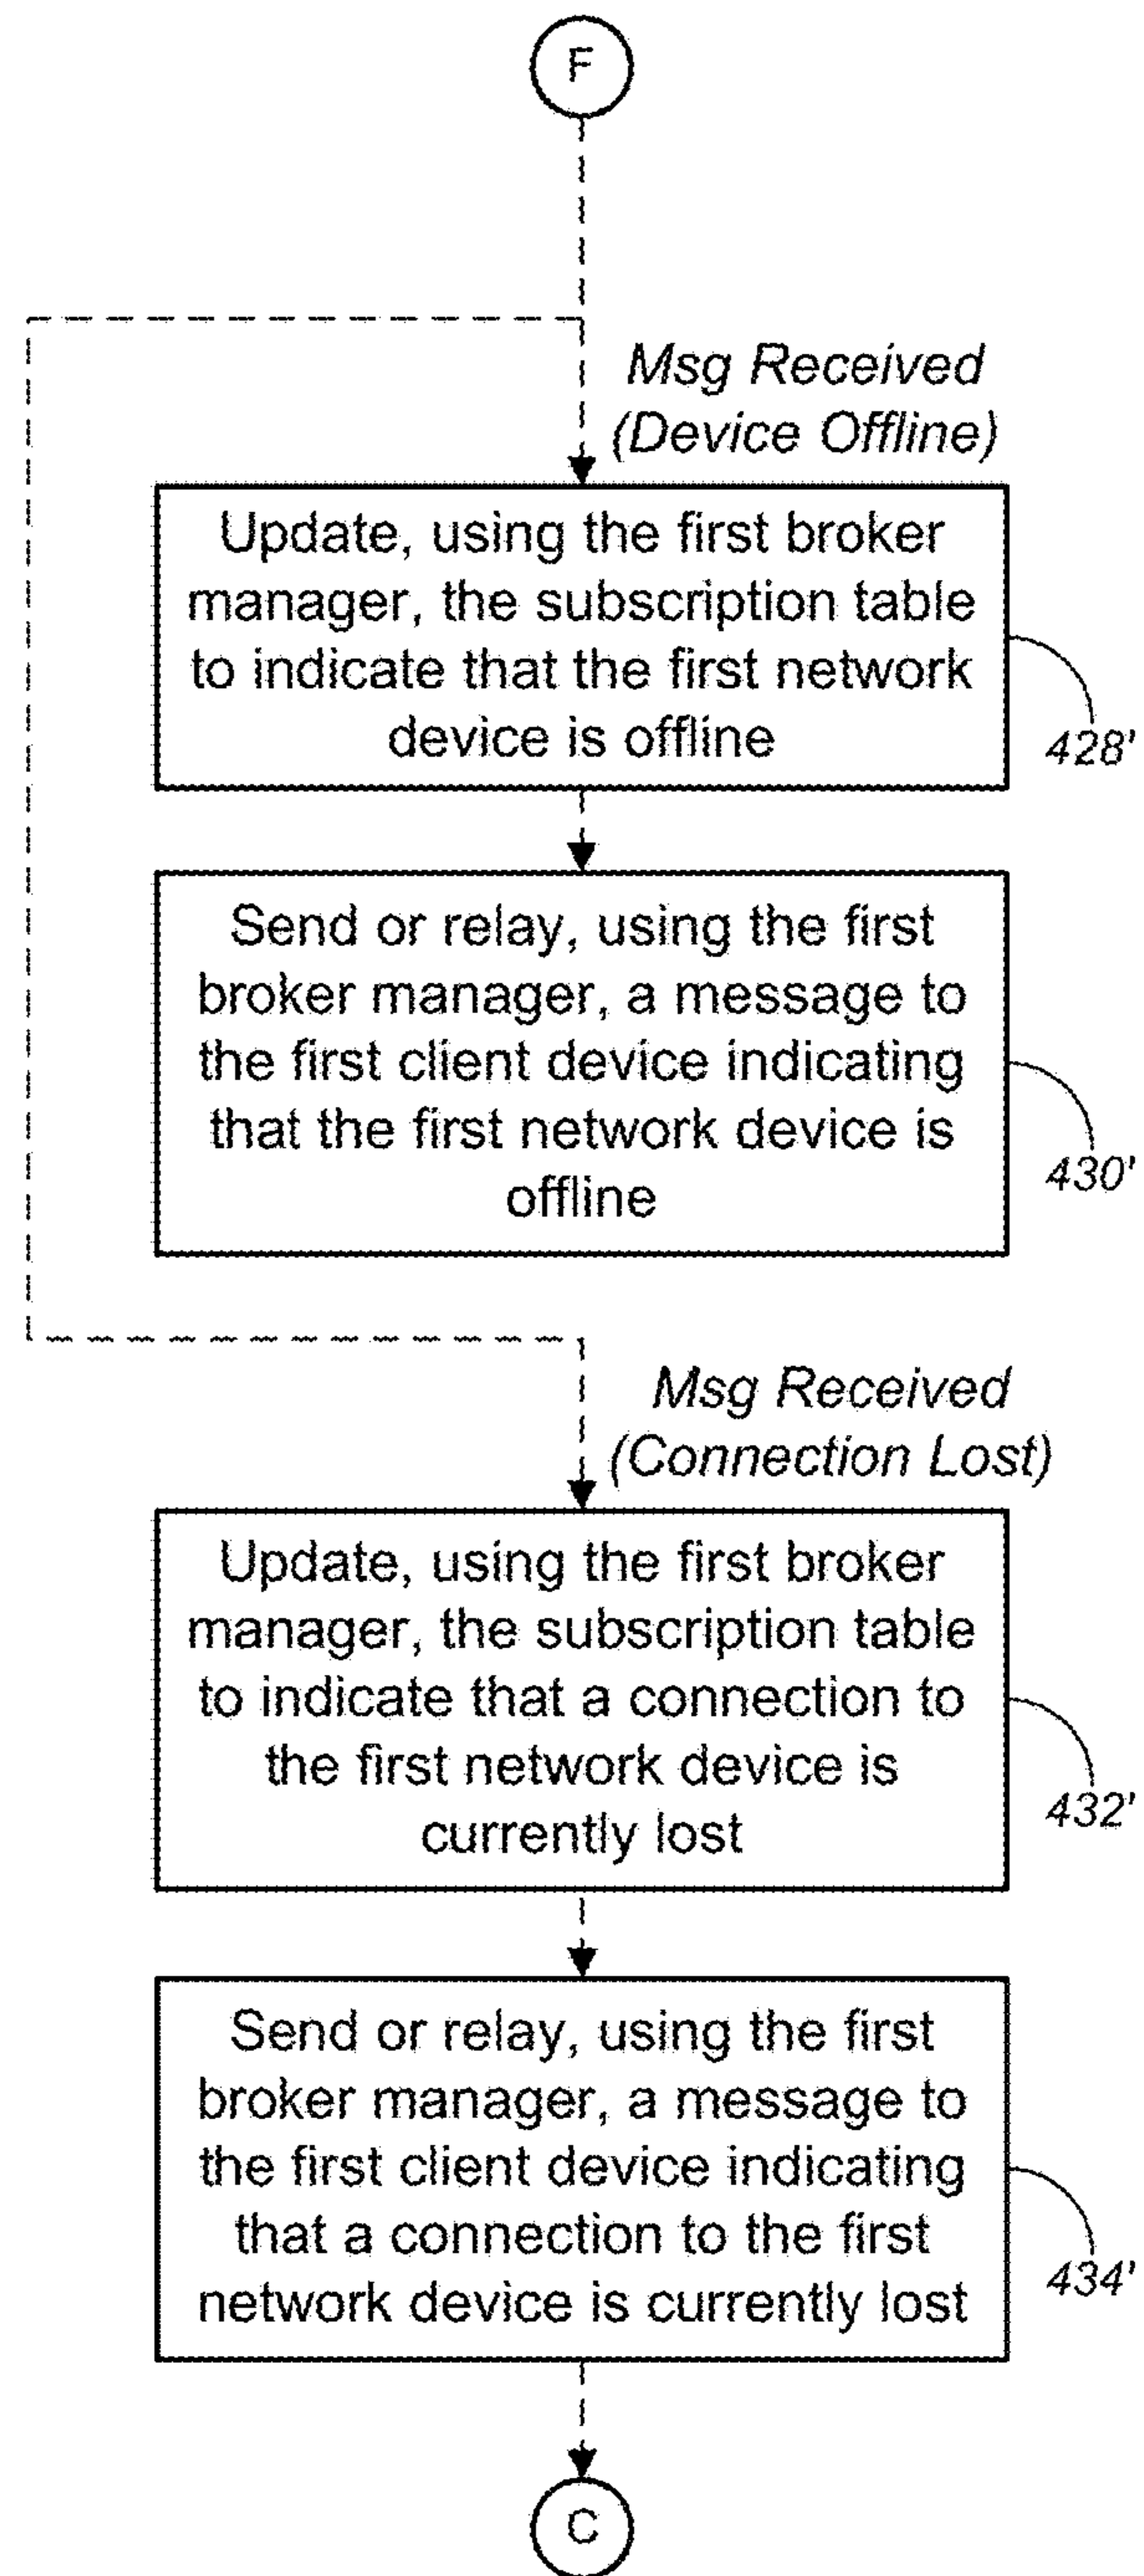 F
Msg Received
(Device Offline)
Update, using the first broker
manager, the subscription table
to indicate that the first network
device is offline
428'
Send or relay, using the first
broker manager, a message to
the first client device indicating
that the first network device is
offline
430'
Msg Received
(Connection Lost)
Update, using the first broker
manager, the subscription table
to indicate that a connection to
the first network device is
currently lost
432'
Send or relay, using the first
broker manager, a message to
the first client device indicating
that a connection to the first
network device is currently lost
434'
C